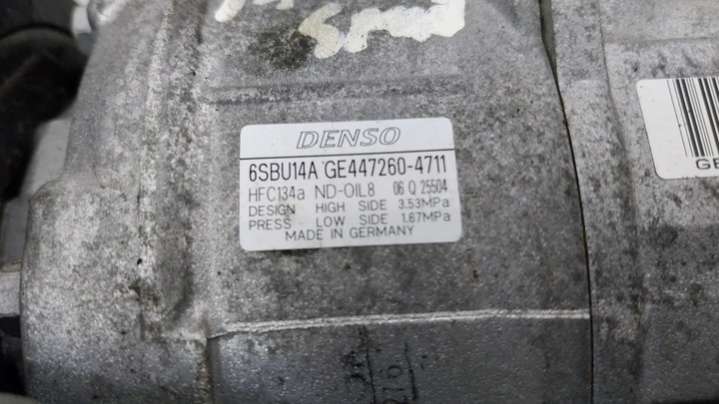 DENSO
6SBU14A GE447260-4711
HFC134a ND-OIL8 06 Q 25504
DESIGN HIGH SIDE 3.53MPa
PRESS LOW SIDE 1.67MPa
MADE IN GERMANY
GE